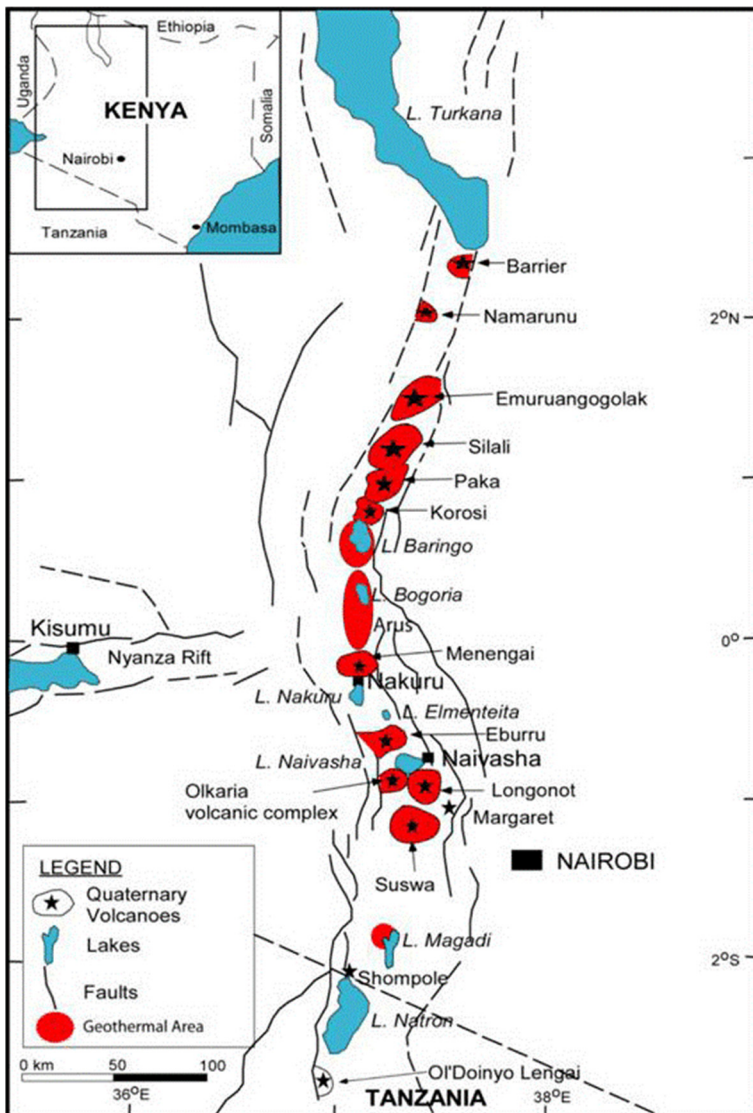 Ethiopia
Uganda
KENYA
Somalia
Nairobi
Tanzania
Mombasa
L. Turkana
Barrier
Namarunu
2°N
Emuruangogolak
Silali
Paka
Korosi
L. Baringo
L. Bogoria
Arus
Kisumu
Nyanza Rift
0°
Menengai
Nakuru
L. Nakuru
L. Elmenteita
Eburru
L. Naivasha
Naivasha
Olkaria
volcanic complex
Longonot
Margaret
NAIROBI
Suswa
LEGEND
Quaternary
Volcanoes
Lakes
Faults
Geothermal Area
0 km 50 100
L. Magadi
2°S
Shompole
L. Natron
Ol'Doinyo Lengai
36°E
TANZANIA
38°E